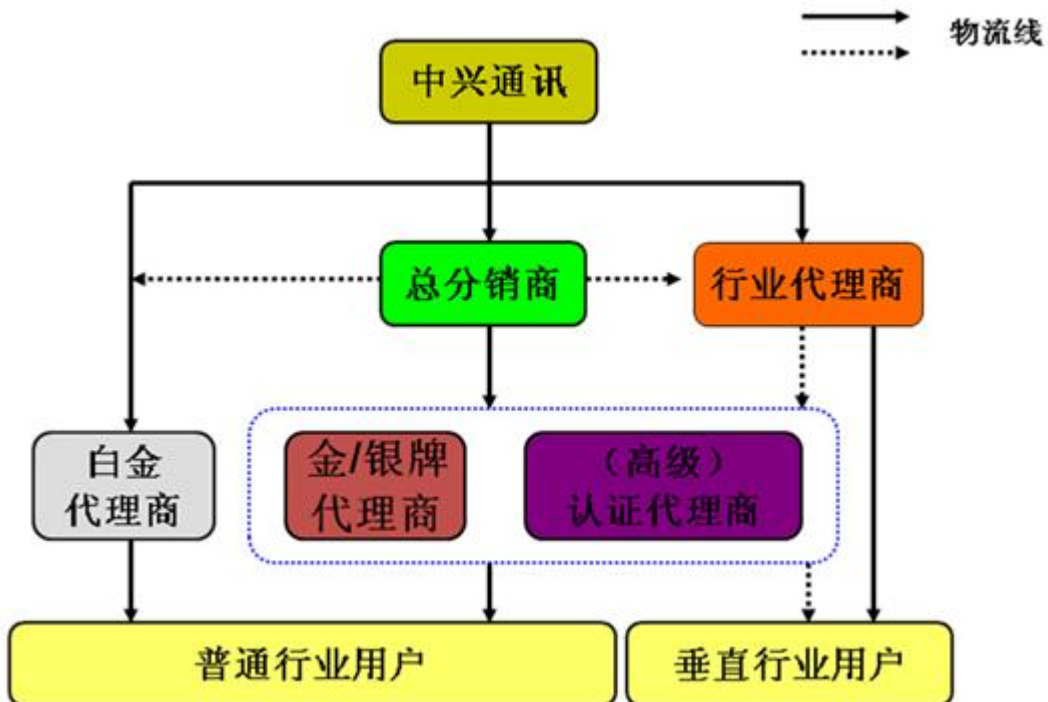 物流线
中兴通讯
总分销商
行业代理商
白金
代理商
金/银牌
代理商
（高级）
认证代理商
普通行业用户
垂直行业用户